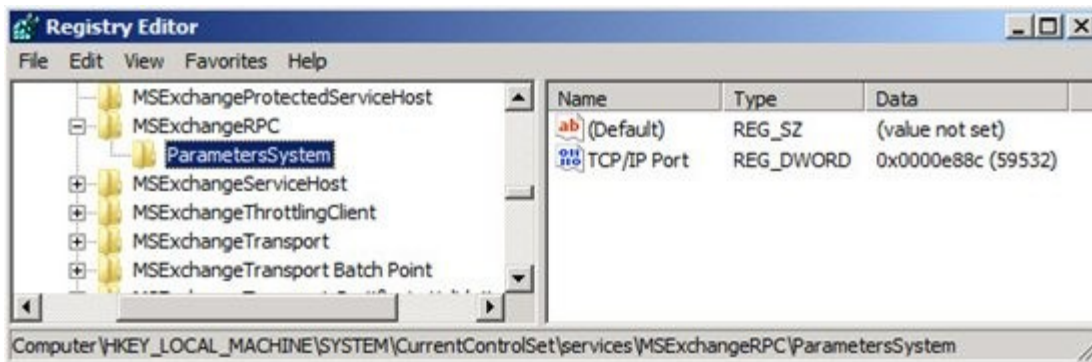 Registry Editor
File Edit View Favorites Help
MSExchangeProtectedServiceHost
MSExchangeRPC
ParametersSystem
MSExchangeServiceHost
MSExchangeThrottlingClient
MSExchangeTransport
MSExchangeTransport Batch Point
Name Type Data
ab (Default) REG_SZ (value not set)
TCP/IP Port REG_DWORD 0x0000e88c (59532)
Computer\HKEY_LOCAL_MACHINE\SYSTEM\CurrentControlSet\services\MSExchangeRPC\ParametersSystem